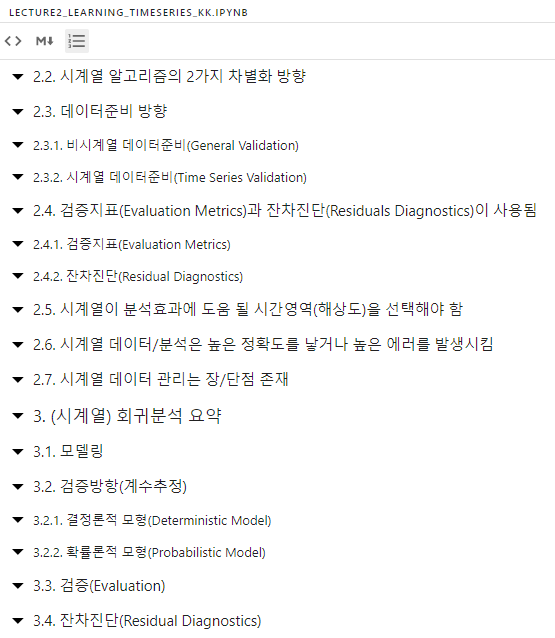 LECTURE2_LEARNING_TIMESERIES_KK.IPYNB
M↓
2.2. 시계열 알고리즘의 2가지 차별화 방향
2.3. 데이터준비 방향
2.3.1. 비시계열 데이터준비(General Validation)
2.3.2. 시계열 데이터준비(Time Series Validation)
2.4. 검증지표(Evaluation Metrics)과 잔차진단(Residuals Diagnostics)이 사용됨
2.4.1. 검증지표(Evaluation Metrics)
2.4.2. 잔차진단(Residual Diagnostics)
2.5. 시계열이 분석효과에 도움 될 시간영역(해상도)을 선택해야 함
2.6. 시계열 데이터/분석은 높은 정확도를 낳거나 높은 에러를 발생시킴
2.7. 시계열 데이터 관리는 장/단점 존재
3. (시계열) 회귀분석 요약
3.1. 모델링
3.2. 검증방항(계수추정)
3.2.1. 결정론적 모형(Deterministic Model)
3.2.2. 확률론적 모형(Probabilistic Model)
3.3. 검증(Evaluation)
3.4. 잔차진단(Residual Diagnostics)